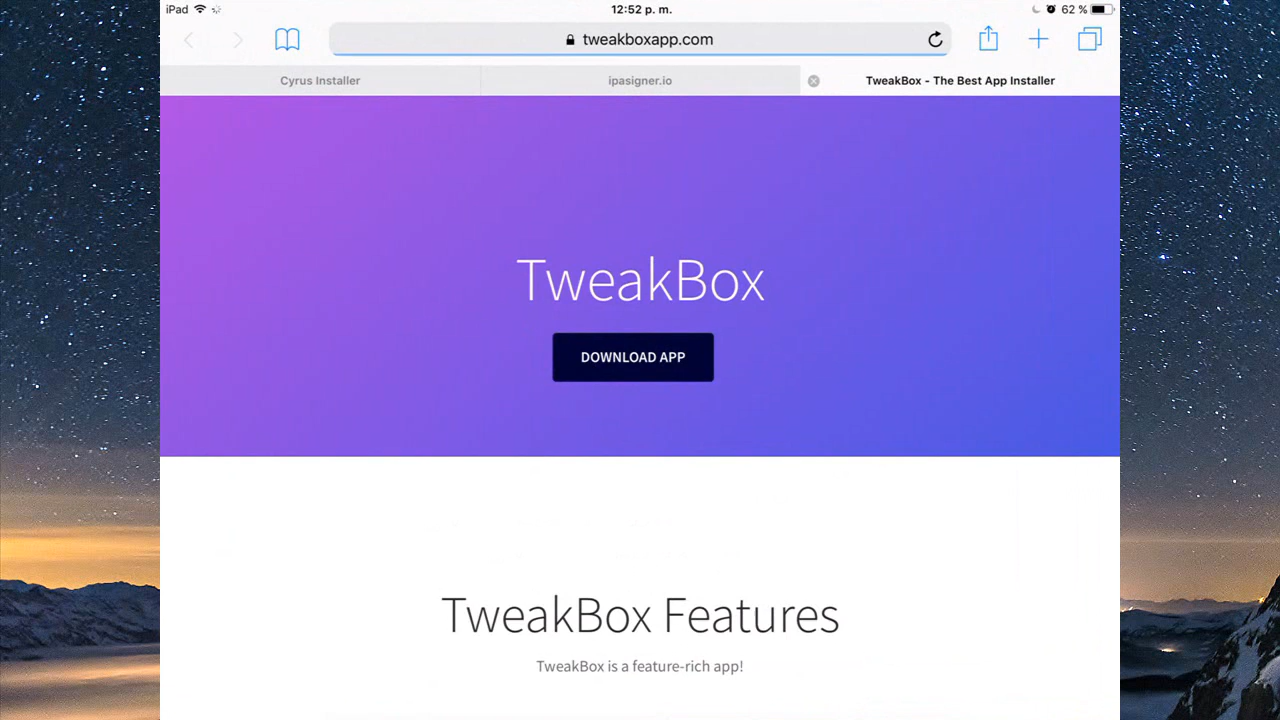 iPad 12:52 p. m. 62 %
tweakboxapp.com
Cyrus Installer ipasigner.io TweakBox - The Best App Installer
TweakBox
DOWNLOAD APP
TweakBox Features
TweakBox is a feature-rich app!